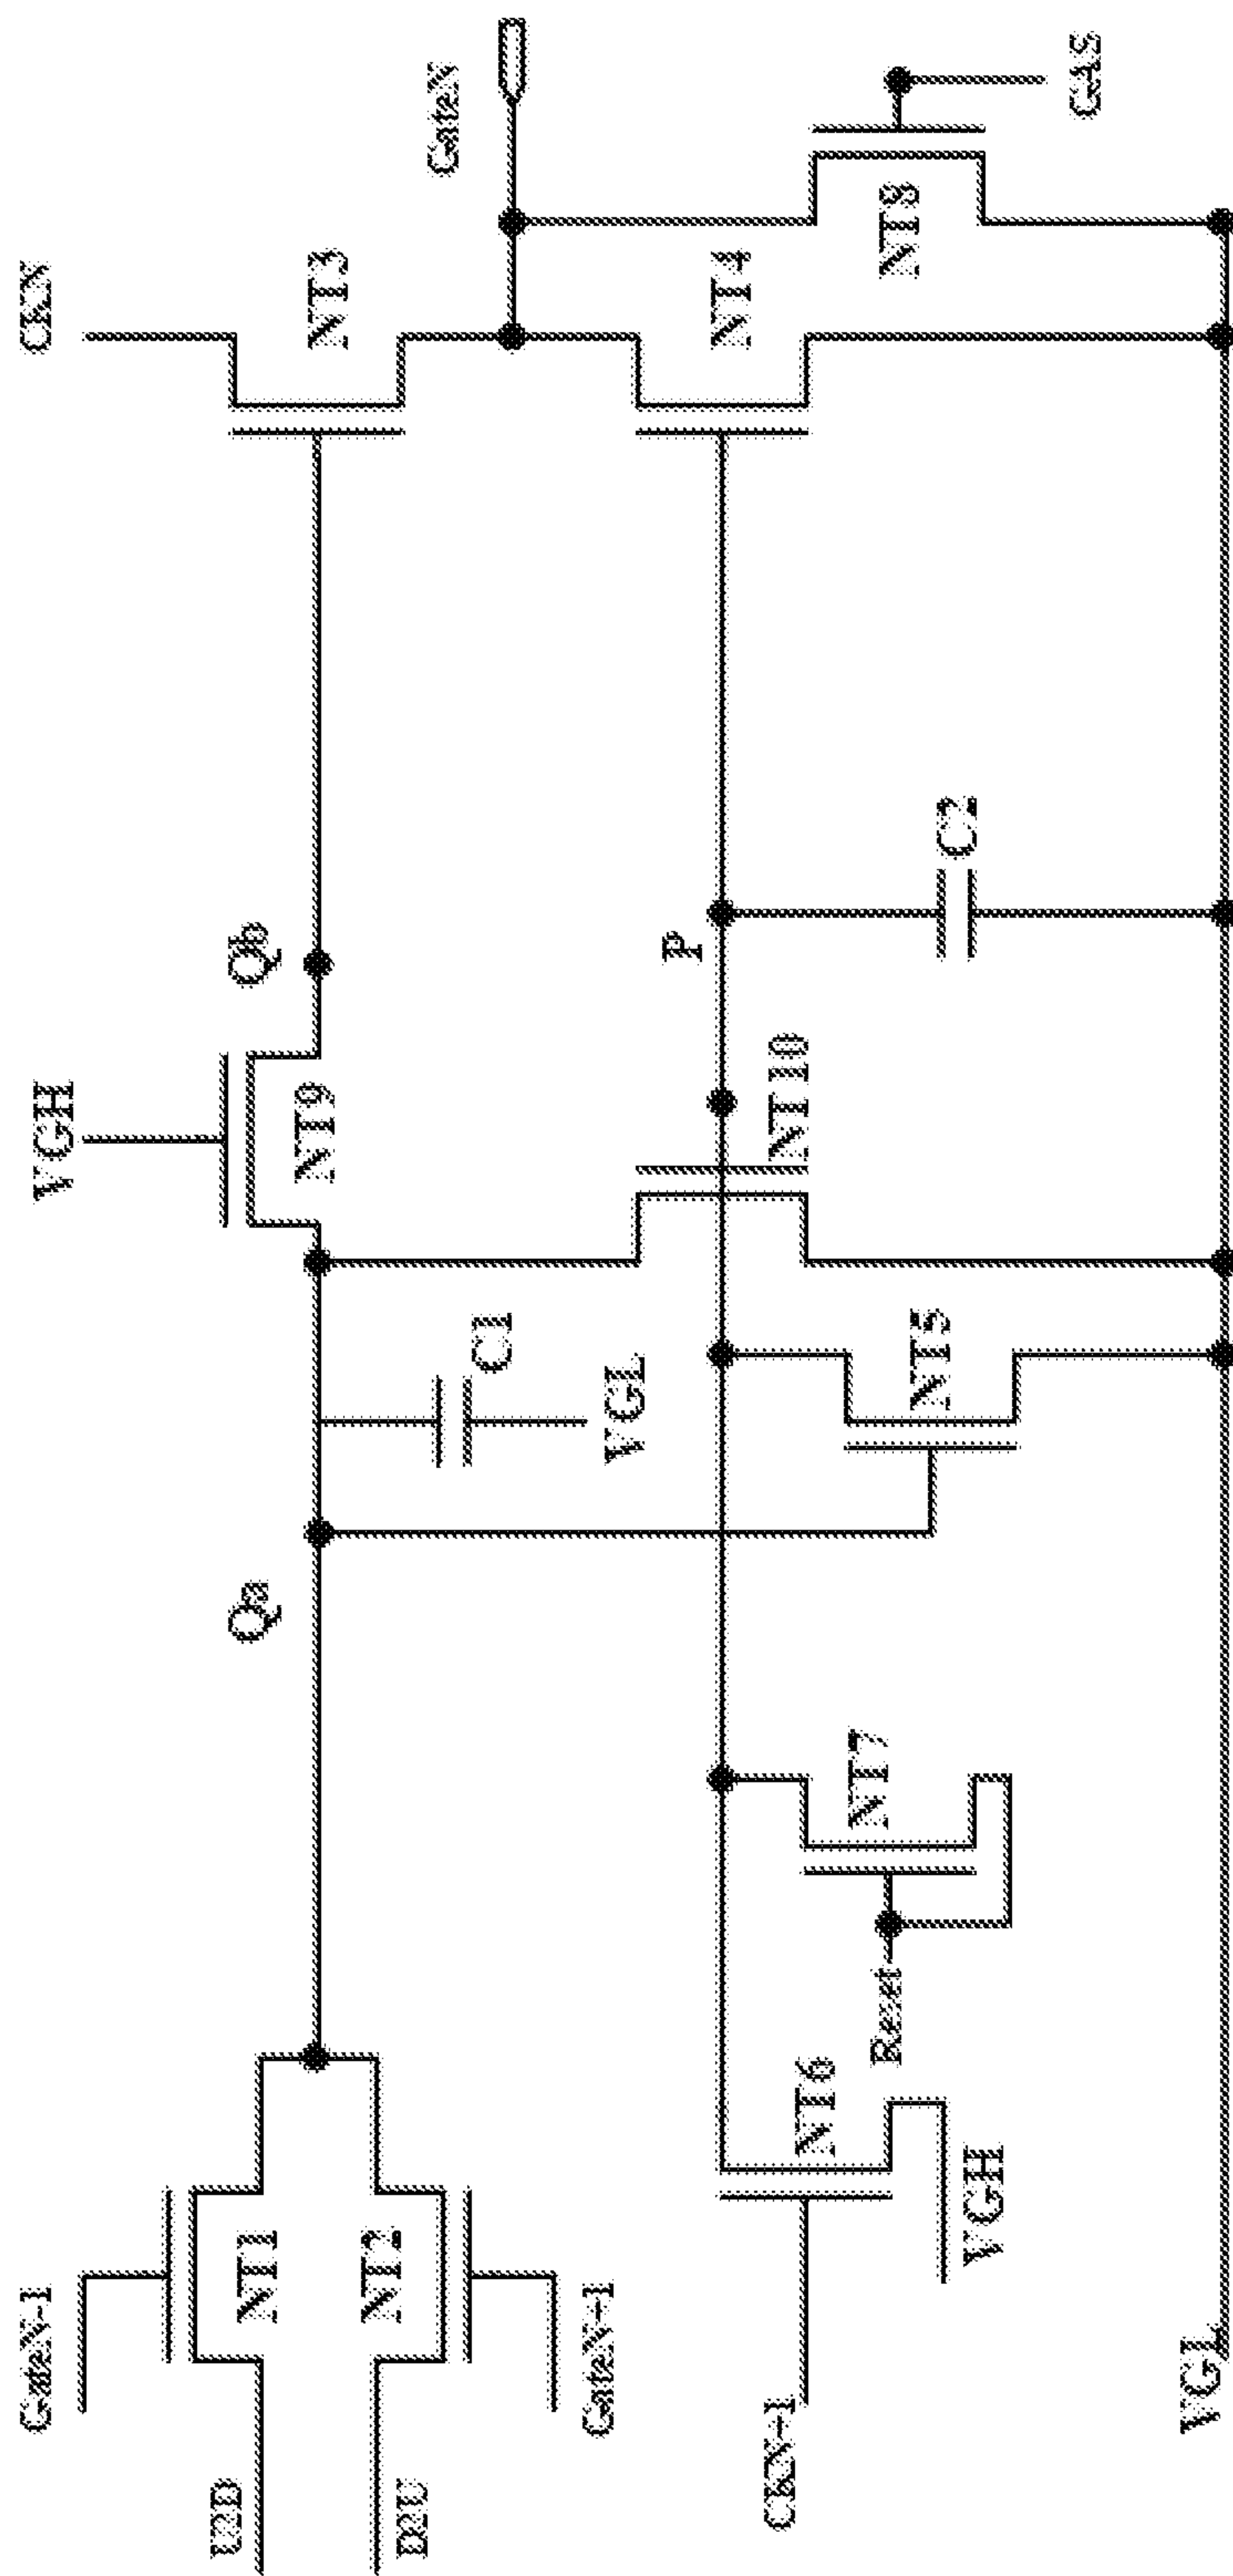 GateN-1
U2D
NT1
NT2
D2U
GateN+1
CKN+1
NT6
VGH
Reset
NT7
VGL
Qa
C1
VGL
NT5
VGH
NT9
Qb
NT10
P
C2
CKN
NT3
GateN
NT4
NT8
GAS